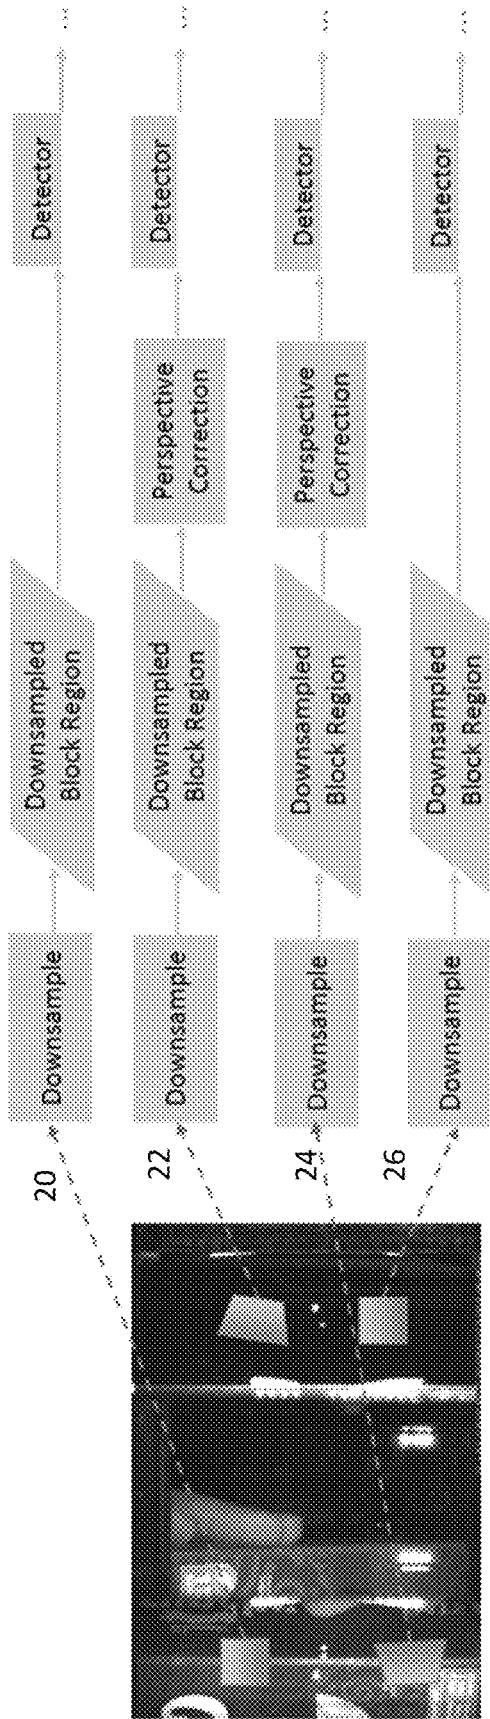 20
Downsample
Downsampled
Block Region
Detector
...
22
Downsample
Downsampled
Block Region
Perspective
Correction
Detector
...
24
Downsample
Downsampled
Block Region
Perspective
Correction
Detector
...
26
Downsample
Downsampled
Block Region
Detector
...